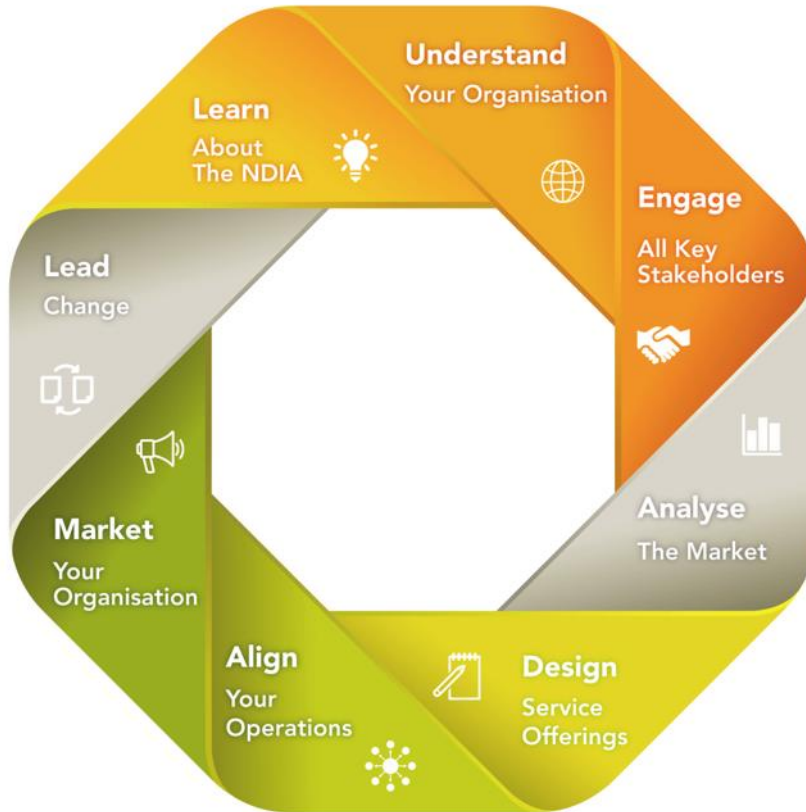 Learn
About
The NDIA
Understand
Your Organisation
Engage
All Key
Stakeholders
Analyse
The Market
Design
Service
Offerings
Align
Your
Operations
Market
Your
Organisation
Lead
Change